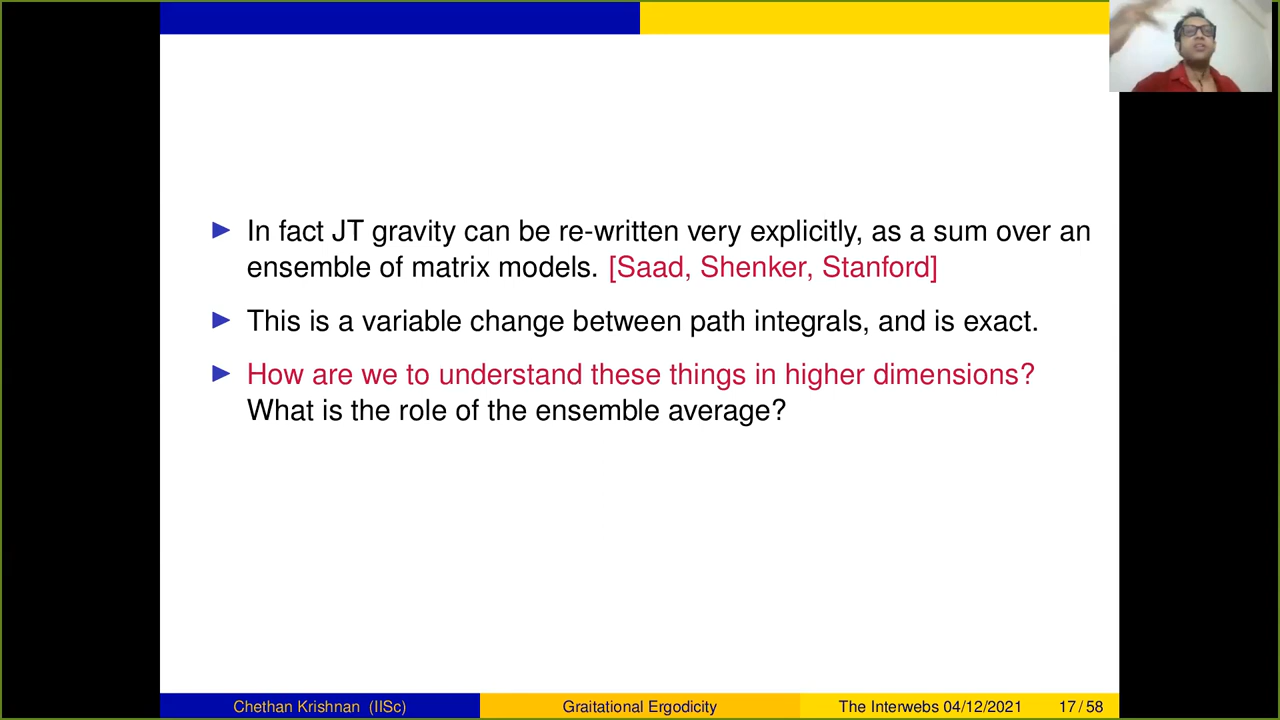 In fact JT gravity can be re-written very explicitly, as a sum over an
ensemble of matrix models. [Saad, Shenker, Stanford]
This is a variable change between path integrals, and is exact.
How are we to understand these things in higher dimensions?
What is the role of the ensemble average?
Chethan Krishnan (IISc) Graitational Ergodicity The Interwebs 04/12/2021 17/58